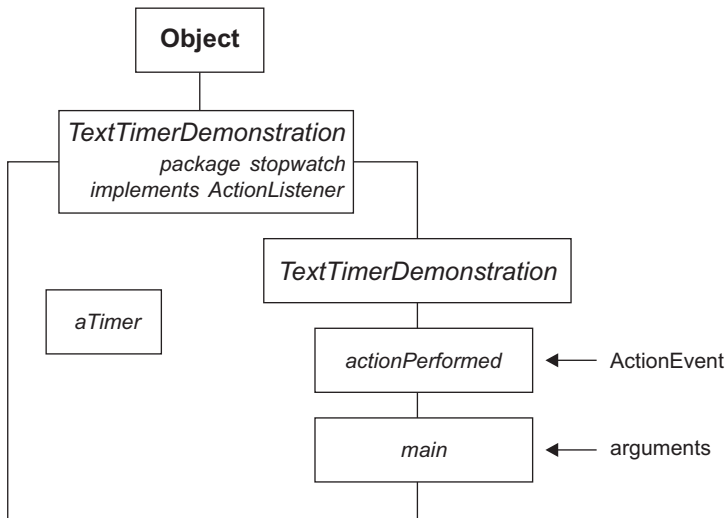 Object
TextTimerDemonstration
package stopwatch
implements ActionListener
TextTimerDemonstration
aTimer
actionPerformed
ActionEvent
main
arguments